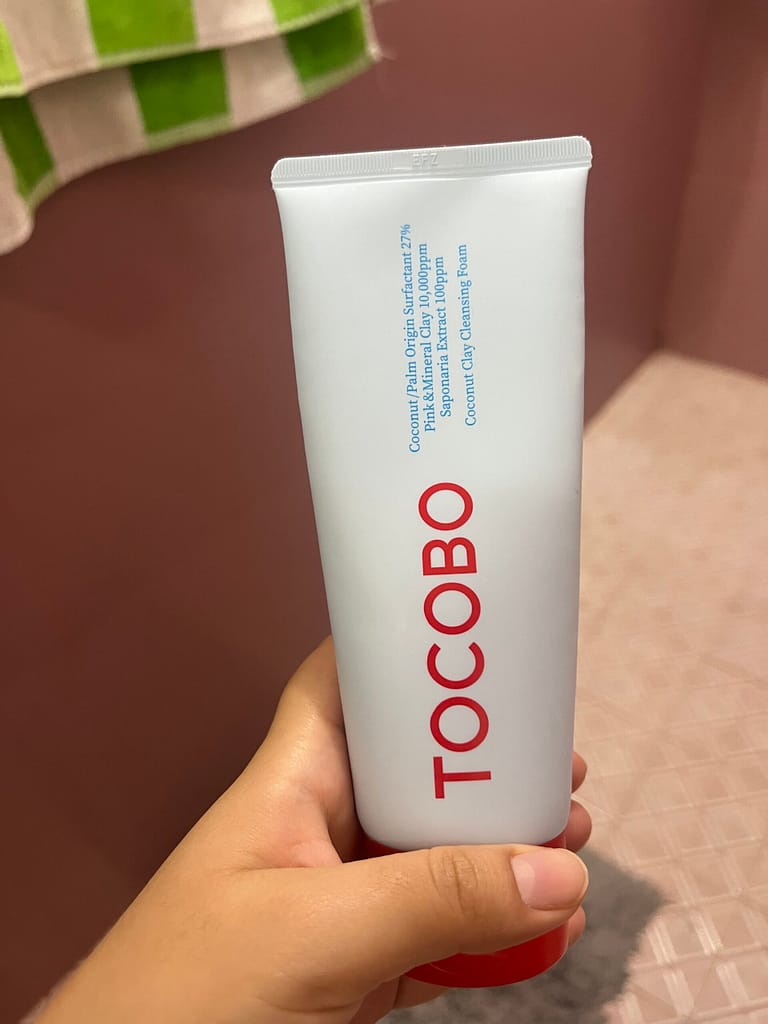 Coconut/Palm Origin Surfactant 27%
Pink & Mineral Clay 10,000ppm
Saponaria Extract 100ppm
Coconut Clay Cleansing Foam
TOCOBO